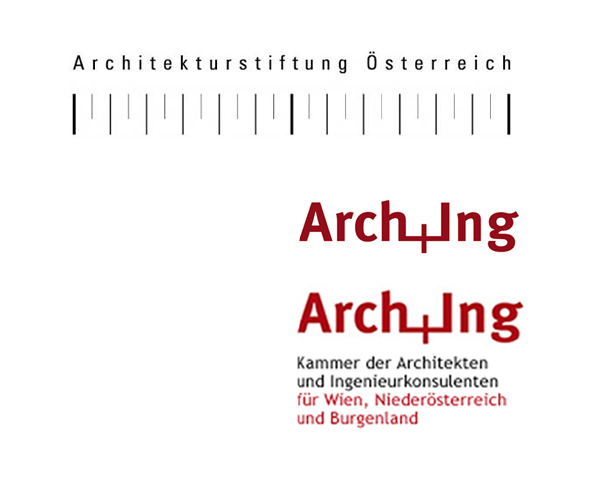 Architekturstiftung Österreich
Arch+Ing
Arch+Ing
Kammer der Architekten
und Ingenieurkonsulenten
für Wien, Niederösterreich
und Burgenland